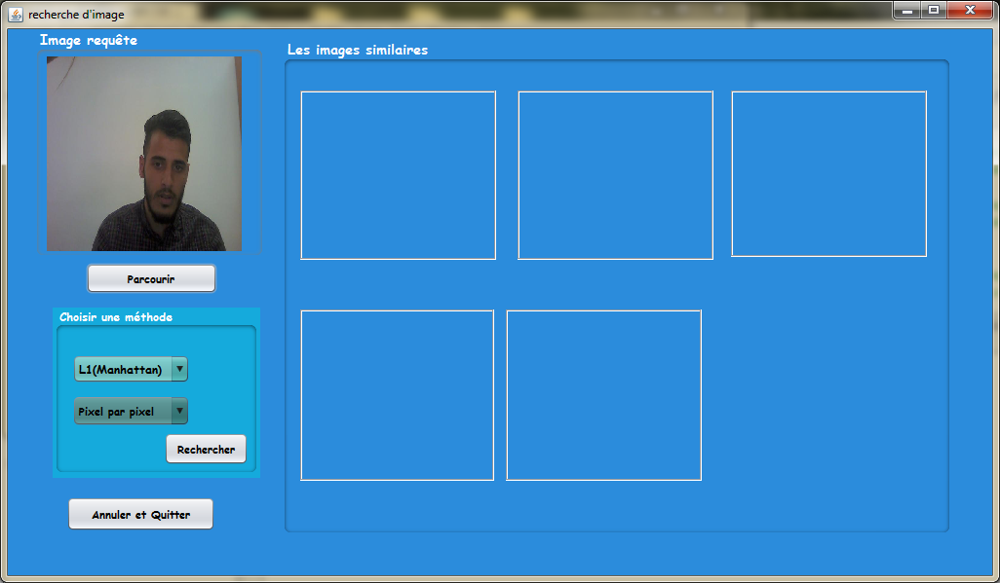 recherche d'image
Image requête
Les images similaires
Parcourir
Choisir une méthode
L1(Manhattan)
Pixel par pixel
Rechercher
Annuler et Quitter